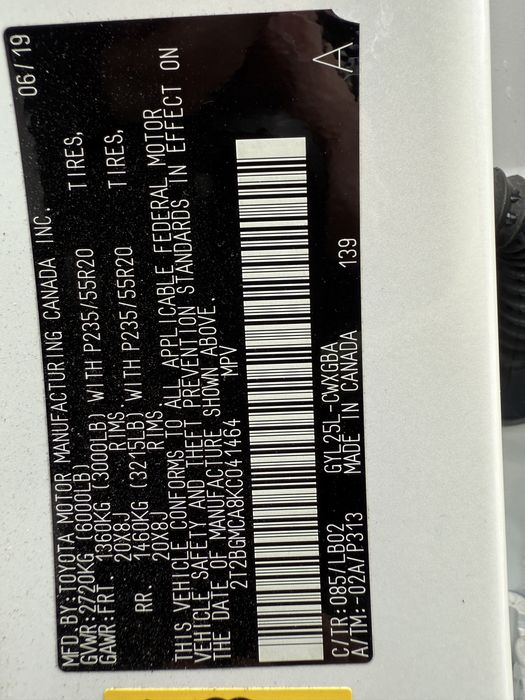 MFD.BY:TOYOTA MOTOR MANUFACTURING CANADA INC. 06/19
GVWR:2720KG (6000LB)
GAWR:FRT. 1360KG (3000LB) WITH P235/55R20 TIRES,
20X8J RIMS.
RR. 1460KG (3215LB) WITH P235/55R20 TIRES,
20X8J RIMS.
THIS VEHICLE CONFORMS TO ALL APPLICABLE FEDERAL MOTOR
VEHICLE SAFETY AND THEFT PREVENTION STANDARDS IN EFFECT ON
THE DATE OF MANUFACTURE SHOWN ABOVE.
2T2BGMCA8KC041464 MPV
C/TR:085/LB02 GYL25L-CWXGBA 139 A
A/TM:-02A/P313 MADE IN CANADA